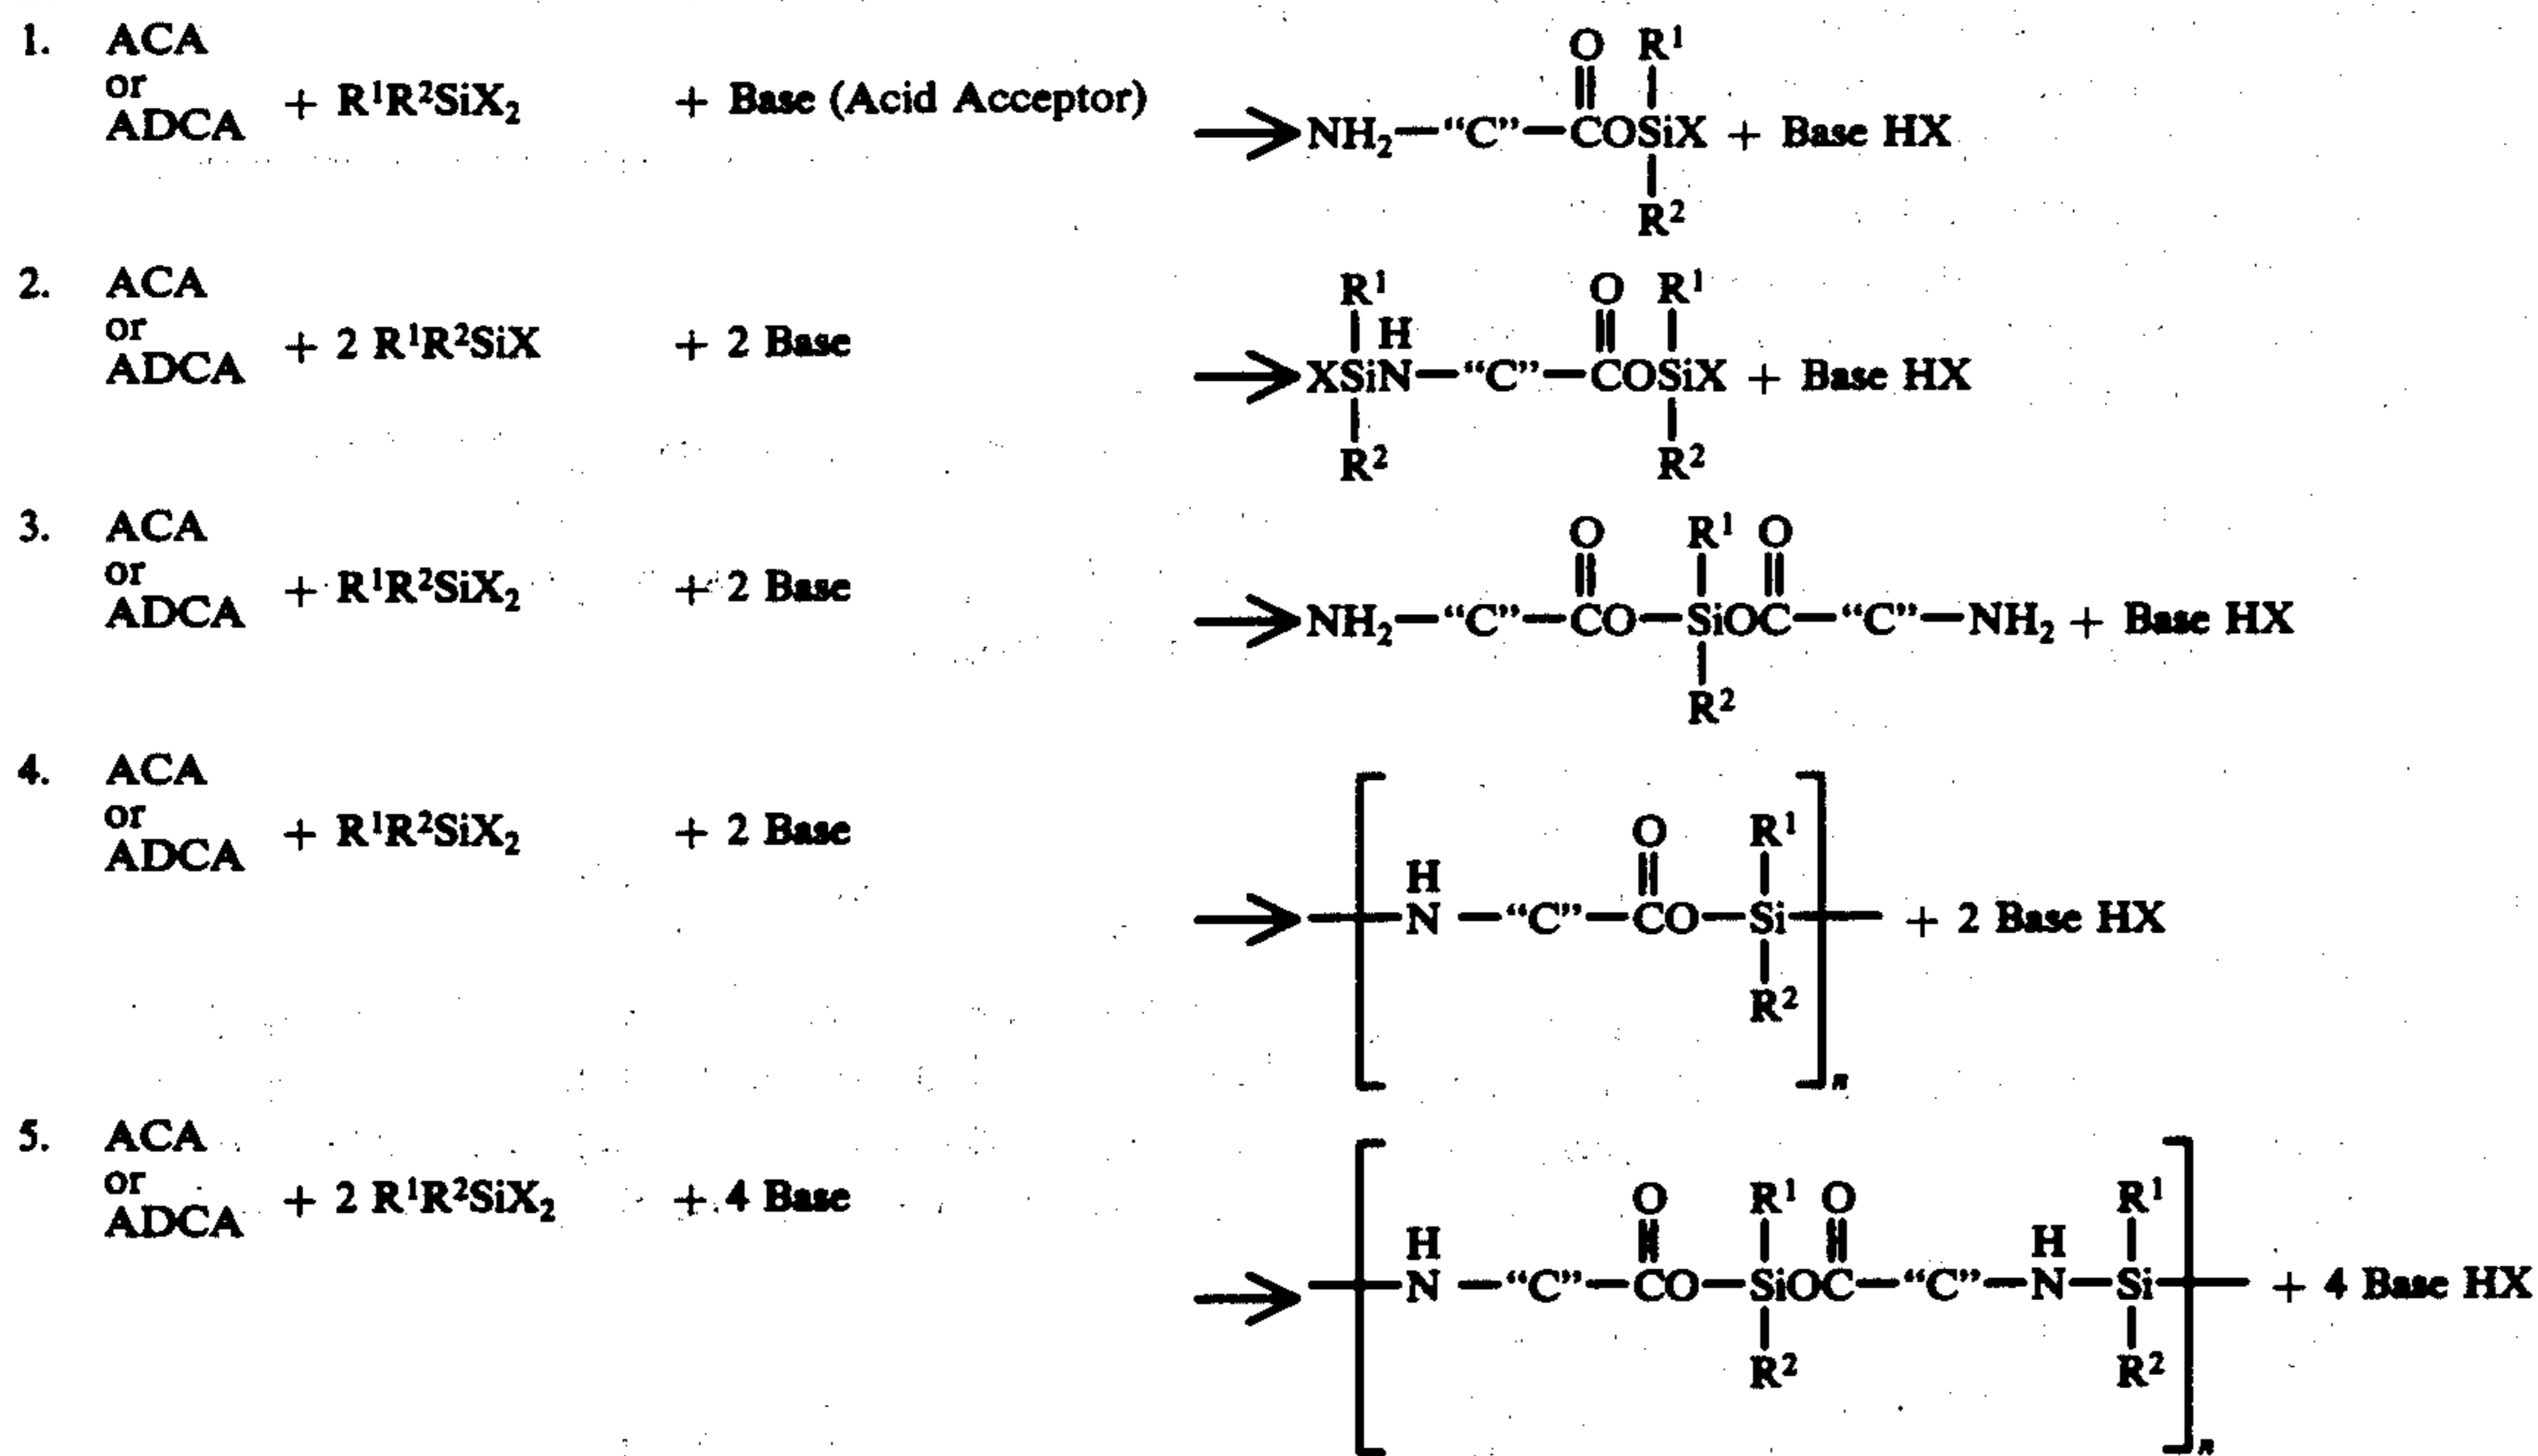 1. ACA
or
ADCA + R¹R²SiX₂ + Base (Acid Acceptor)
O R¹
NH₂—“C”—COSiX + Base HX
R²
2. ACA
or
ADCA + 2 R¹R²SiX + 2 Base
R¹ O R¹
H
XSiN—“C”—COSiX + Base HX
R² R²
3. ACA
or
ADCA + R¹R²SiX₂ + 2 Base
O R¹ O
NH₂—“C”—CO—SiOC—“C”—NH₂ + Base HX
R²
4. ACA
or
ADCA + R¹R²SiX₂ + 2 Base
O R¹
H
N—“C”—CO—Si + 2 Base HX
R²
n
5. ACA
or
ADCA + 2 R¹R²SiX₂ + 4 Base
O R¹ O R¹
H H
N—“C”—CO—SiOC—“C”—N—Si + 4 Base HX
R² R²
n